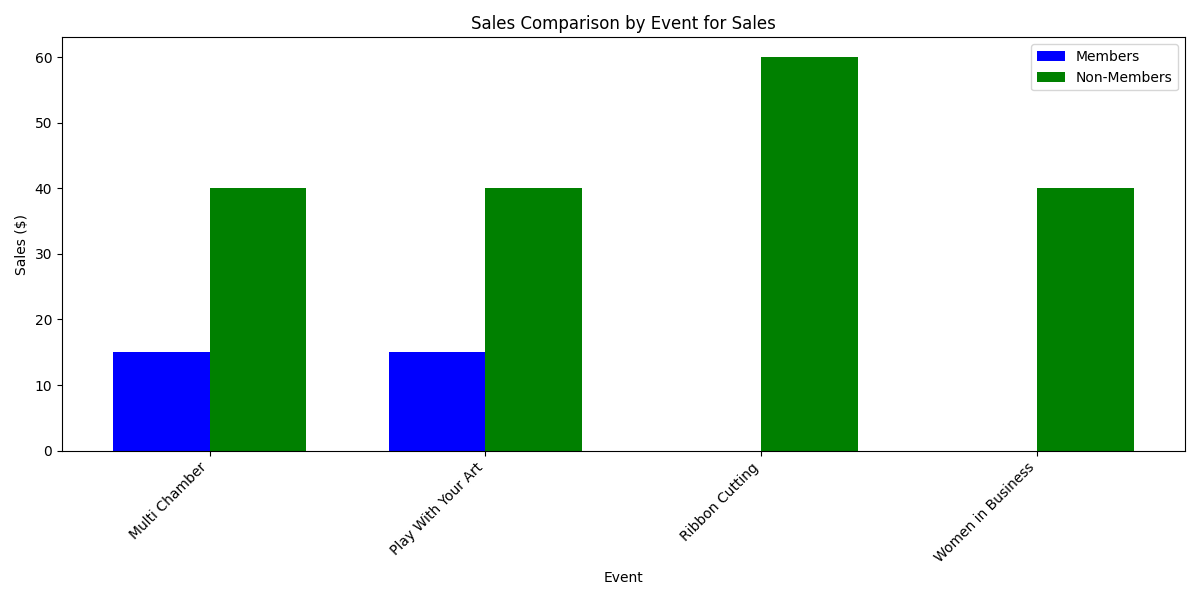 Sales Comparison by Event for Sales
Members
Non-Members
Sales ($)
60
50
40
30
20
10
0
Multi Chamber
Play With Your Art
Ribbon Cutting
Women in Business
Event